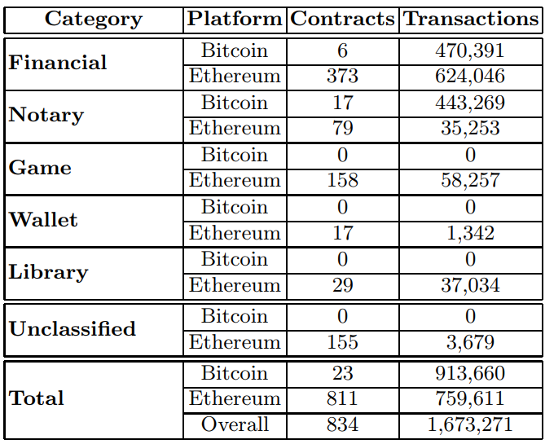 Category Platform Contracts Transactions
Financial Bitcoin 6 470,391
Ethereum 373 624,046
Notary Bitcoin 17 443,269
Ethereum 79 35,253
Game Bitcoin 0 0
Ethereum 158 58,257
Wallet Bitcoin 0 0
Ethereum 17 1,342
Library Bitcoin 0 0
Ethereum 29 37,034
Unclassified Bitcoin 0 0
Ethereum 155 3,679
Total Bitcoin 23 913,660
Ethereum 811 759,611
Overall 834 1,673,271